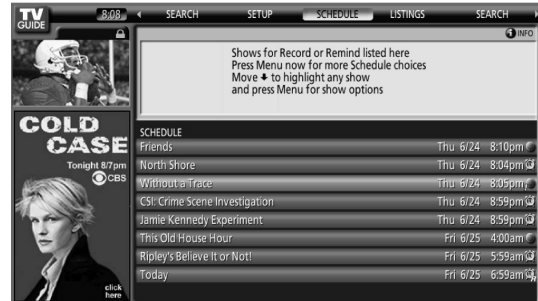 TV
GUIDE
8:08 SEARCH SETUP SCHEDULE LISTINGS SEARCH
INFO
Shows for Record or Remind listed here
Press Menu now for more Schedule choices
Move to highlight any show
and press Menu for show options
COLD
CASE
Tonight 8/7pm
CBS
click
here
SCHEDULE
Friends Thu 6/24 8:10pm
North Shore Thu 6/24 8:04pm
Without a Trace Thu 6/24 8:05pm
CSI: Crime Scene Investigation Thu 6/24 8:59pm
Jamie Kennedy Experiment Thu 6/24 8:59pm
This Old House Hour Fri 6/25 4:00am
Ripley's Believe It or Not! Fri 6/25 5:59am
Today Fri 6/25 6:59am